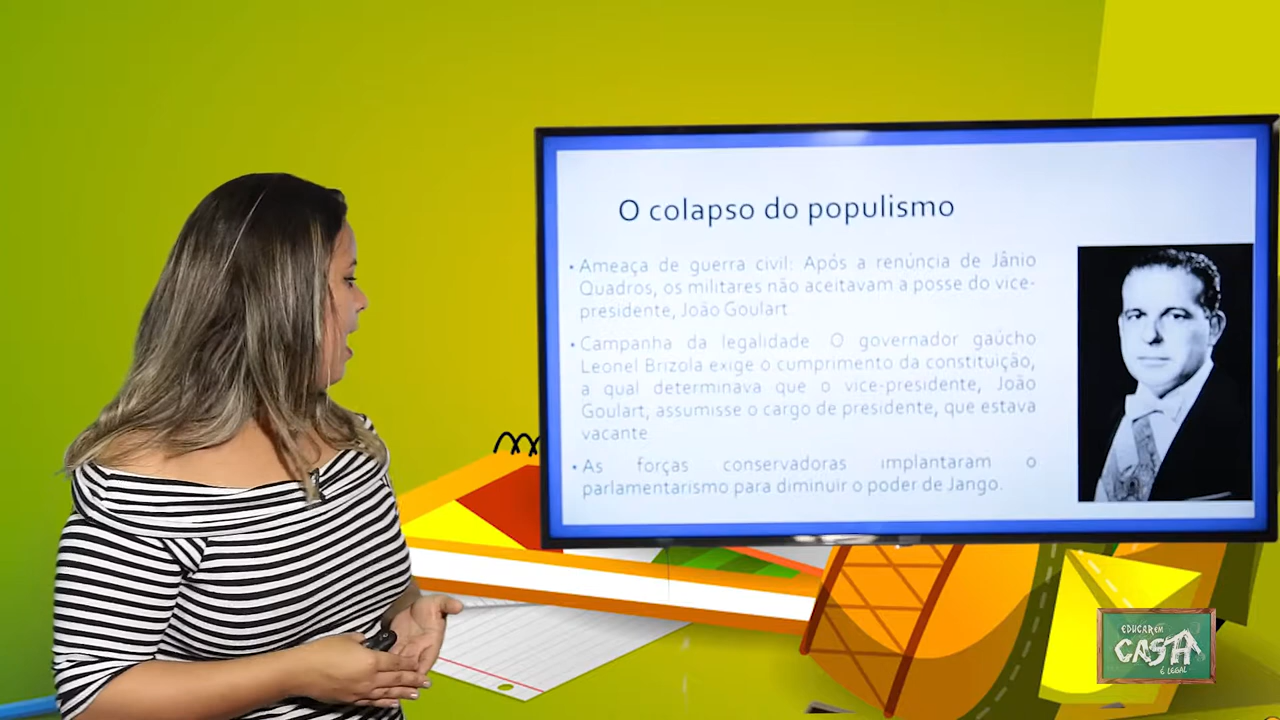 O colapso do populismo
• Ameaça de guerra civil: Após a renúncia de Jânio
Quadros, os militares não aceitavam a posse do vice-
presidente, João Goulart.
• Campanha da legalidade O governador gaúcho
Leonel Brizola exige o cumprimento da constituição,
a qual determinava que o vice-presidente, João
Goulart, assumisse o cargo de presidente, que estava
vacante
• As forças conservadoras implantaram o
parlamentarismo para diminuir o poder de Jango.
EDUCAR EM
CASA
É LEGAL